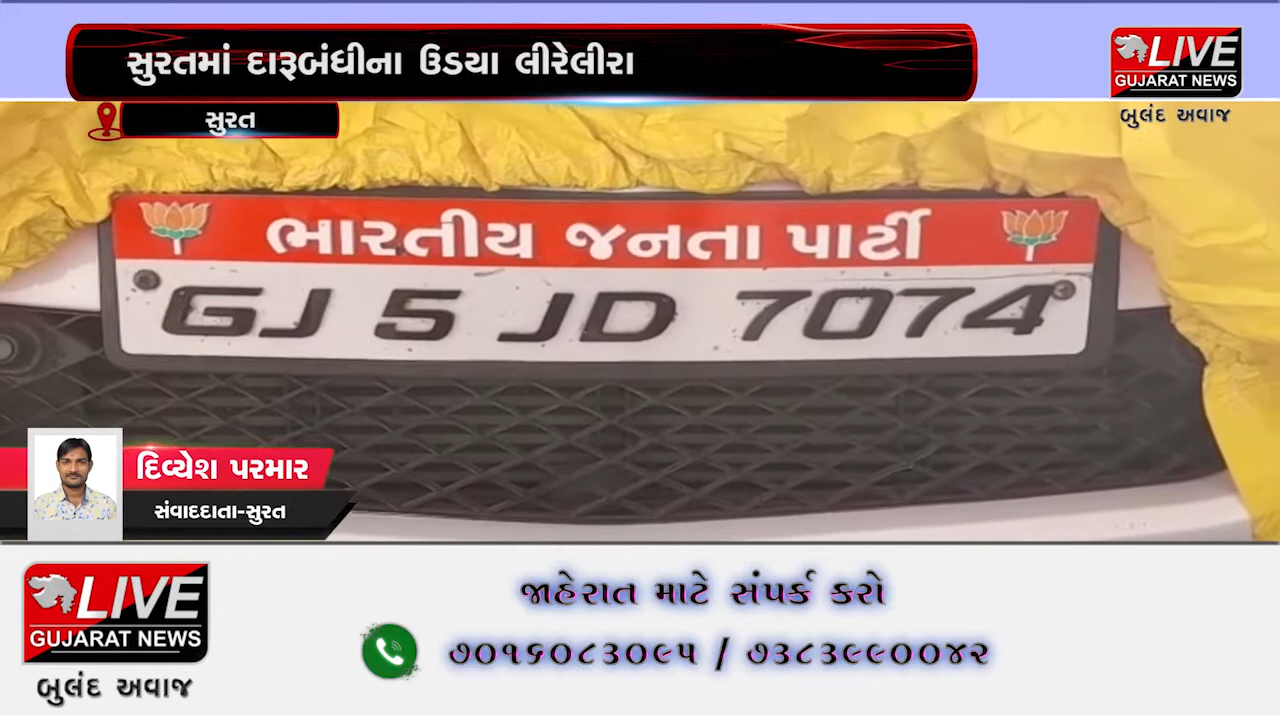 સુરતમાં દારૂબંધીના ઉડયા લીરેલીરા
LIVE
GUJARAT NEWS
બુલંદ અવાજ
સુરત
ભારતીય જનતા પાર્ટી
GJ 5 JD 7074
દિવ્યેશ પરમાર
સંવાદદાતા-સુરત
LIVE
GUJARAT NEWS
બુલંદ અવાજ
જાહેરાત માટે સંપર્ક કરો
૭૦૧૬૦૮૩૦૯૫ / ૭૩૮૩૯૯૦૦૪૨